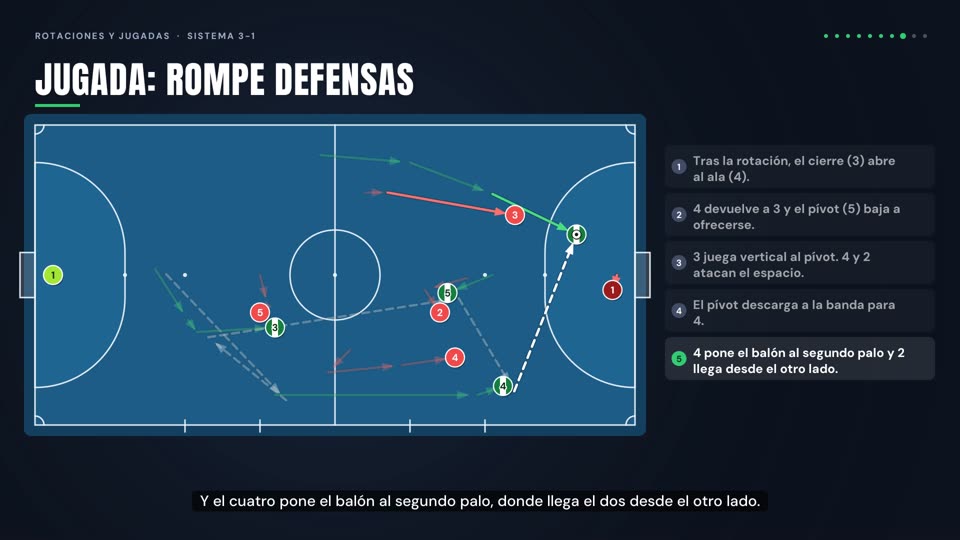 ROTACIONES Y JUGADAS · SISTEMA 3-1
JUGADA: ROMPE DEFENSAS
1 Tras la rotación, el cierre (3) abre
al ala (4).
2 4 devuelve a 3 y el pívot (5) baja a
ofrecerse.
3 3 juega vertical al pívot. 4 y 2
atacan el espacio.
4 El pívot descarga a la banda para
4.
5 4 pone el balón al segundo palo y 2
llega desde el otro lado.
3
1
1
5
5
2
3
4
4
Y el cuatro pone el balón al segundo palo, donde llega el dos desde el otro lado.